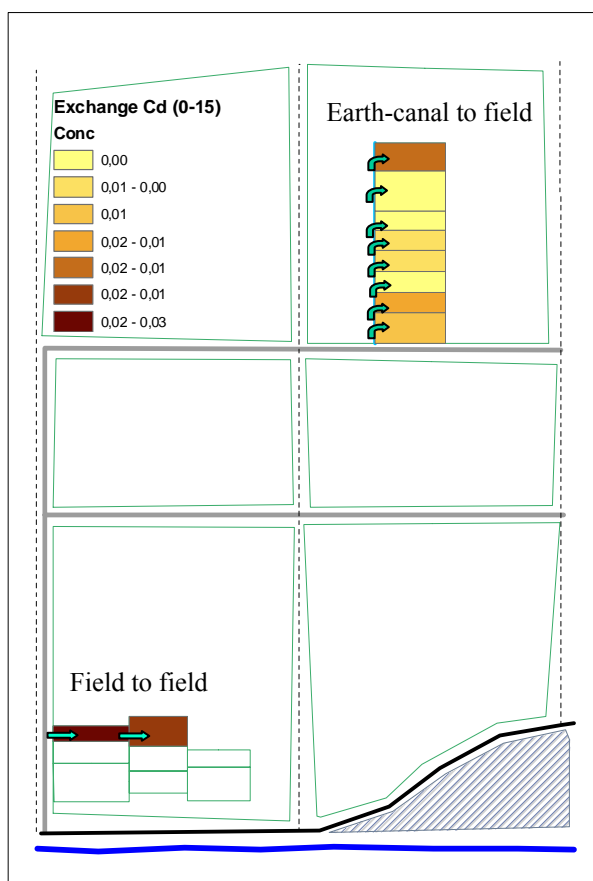 Exchange Cd (0-15)
Conc
0,00
0,01 - 0,00
0,01
0,02 - 0,01
0,02 - 0,01
0,02 - 0,01
0,02 - 0,03
Earth-canal to field
Field to field